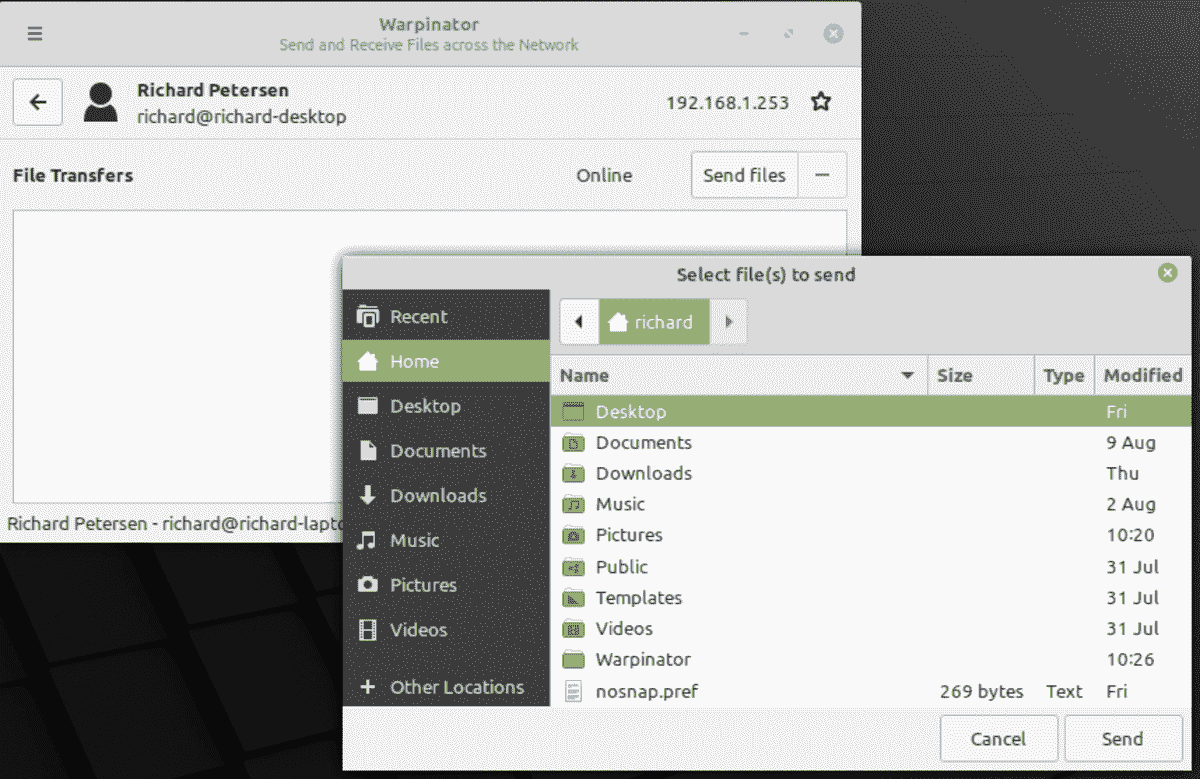 Warpinator
Send and Receive Files across the Network
Richard Petersen
richard@richard-desktop
192.168.1.253
File Transfers
Online
Send files
Richard Petersen - richard@richard-lapto
Select file(s) to send
Recent
Home
Desktop
Documents
Downloads
Music
Pictures
Videos
Other Locations
richard
Name Size Type Modified
Desktop Fri
Documents 9 Aug
Downloads Thu
Music 2 Aug
Pictures 10:20
Public 31 Jul
Templates 31 Jul
Videos 31 Jul
Warpinator 10:26
nosnap.pref 269 bytes Text Fri
Cancel Send